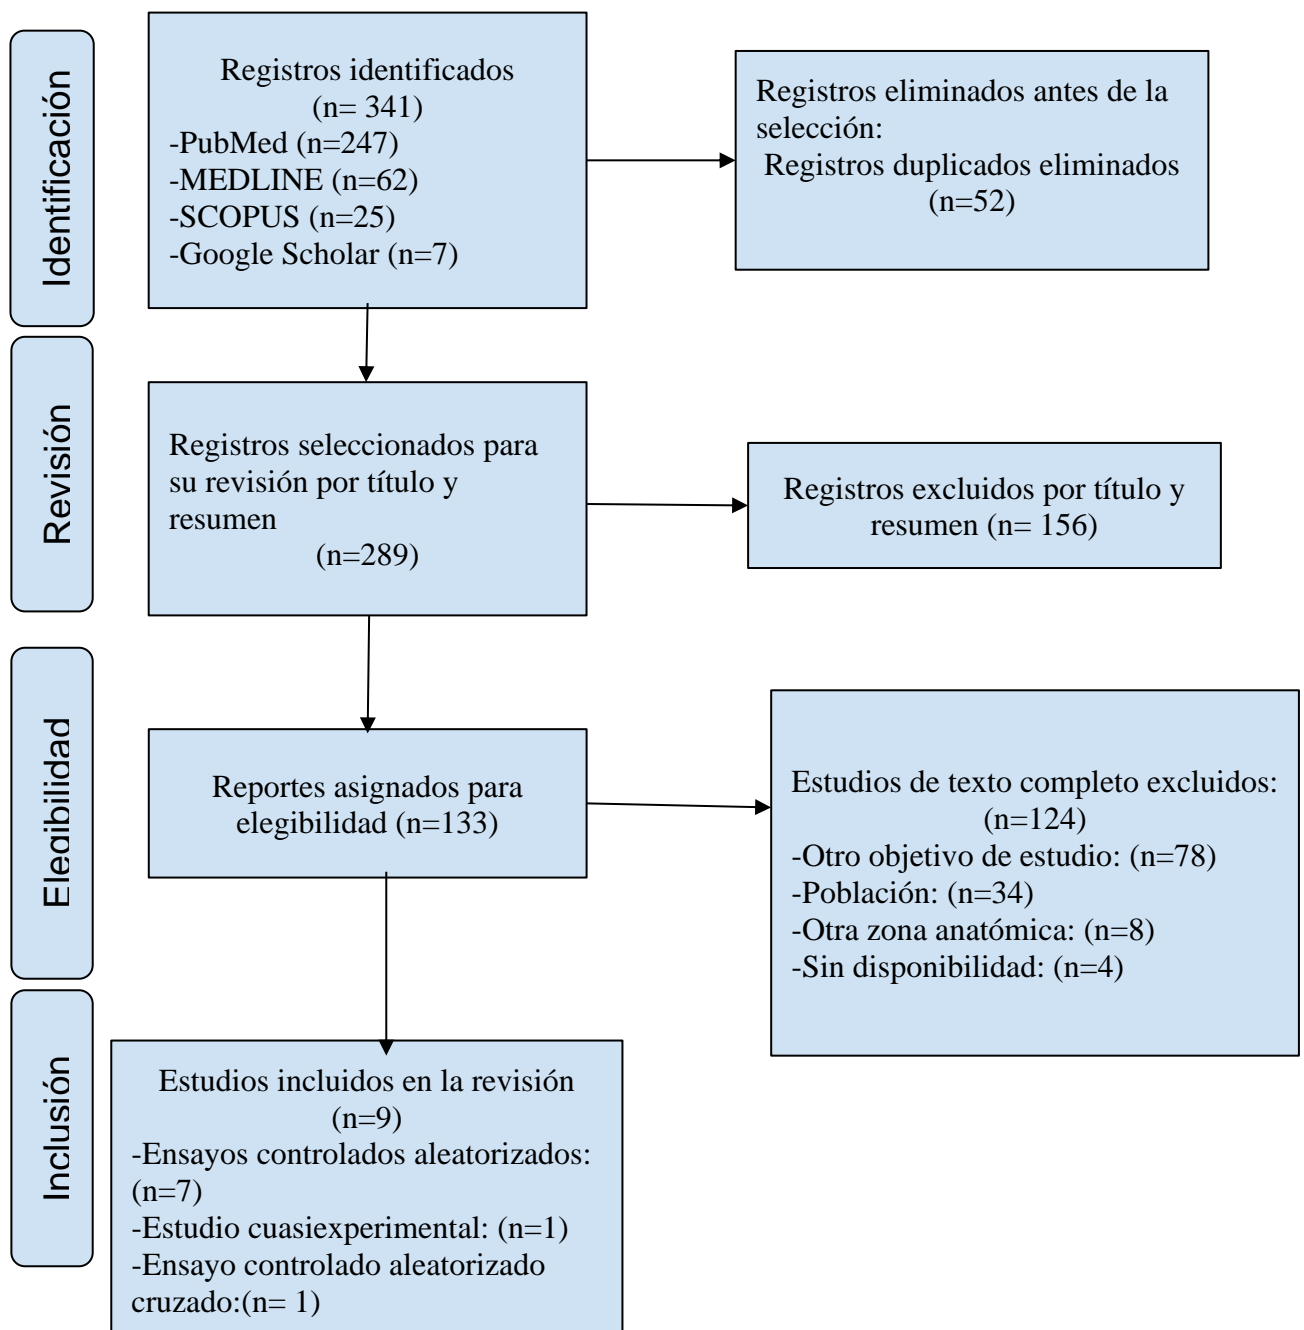 Identificación
Registros identificados
(n= 341)
-PubMed (n=247)
-MEDLINE (n=62)
-SCOPUS (n=25)
-Google Scholar (n=7)
Registros eliminados antes de la
selección:
Registros duplicados eliminados
(n=52)
Revisión
Registros seleccionados para
su revisión por título y
resumen
(n=289)
Registros excluidos por título y
resumen (n= 156)
Elegibilidad
Reportes asignados para
elegibilidad (n=133)
Estudios de texto completo excluidos:
(n=124)
-Otro objetivo de estudio: (n=78)
-Población: (n=34)
-Otra zona anatómica: (n=8)
-Sin disponibilidad: (n=4)
Inclusión
Estudios incluidos en la revisión
(n=9)
-Ensayos controlados aleatorizados:
(n=7)
-Estudio cuasiexperimental: (n=1)
-Ensayo controlado aleatorizado
cruzado:(n= 1)